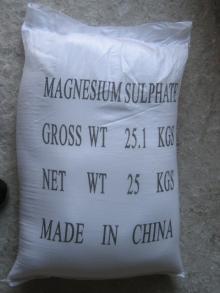 MAGNESIUM SULPHATE
GROSS WT 25.1 KGS
NET WT 25 KGS
MADE IN CHINA